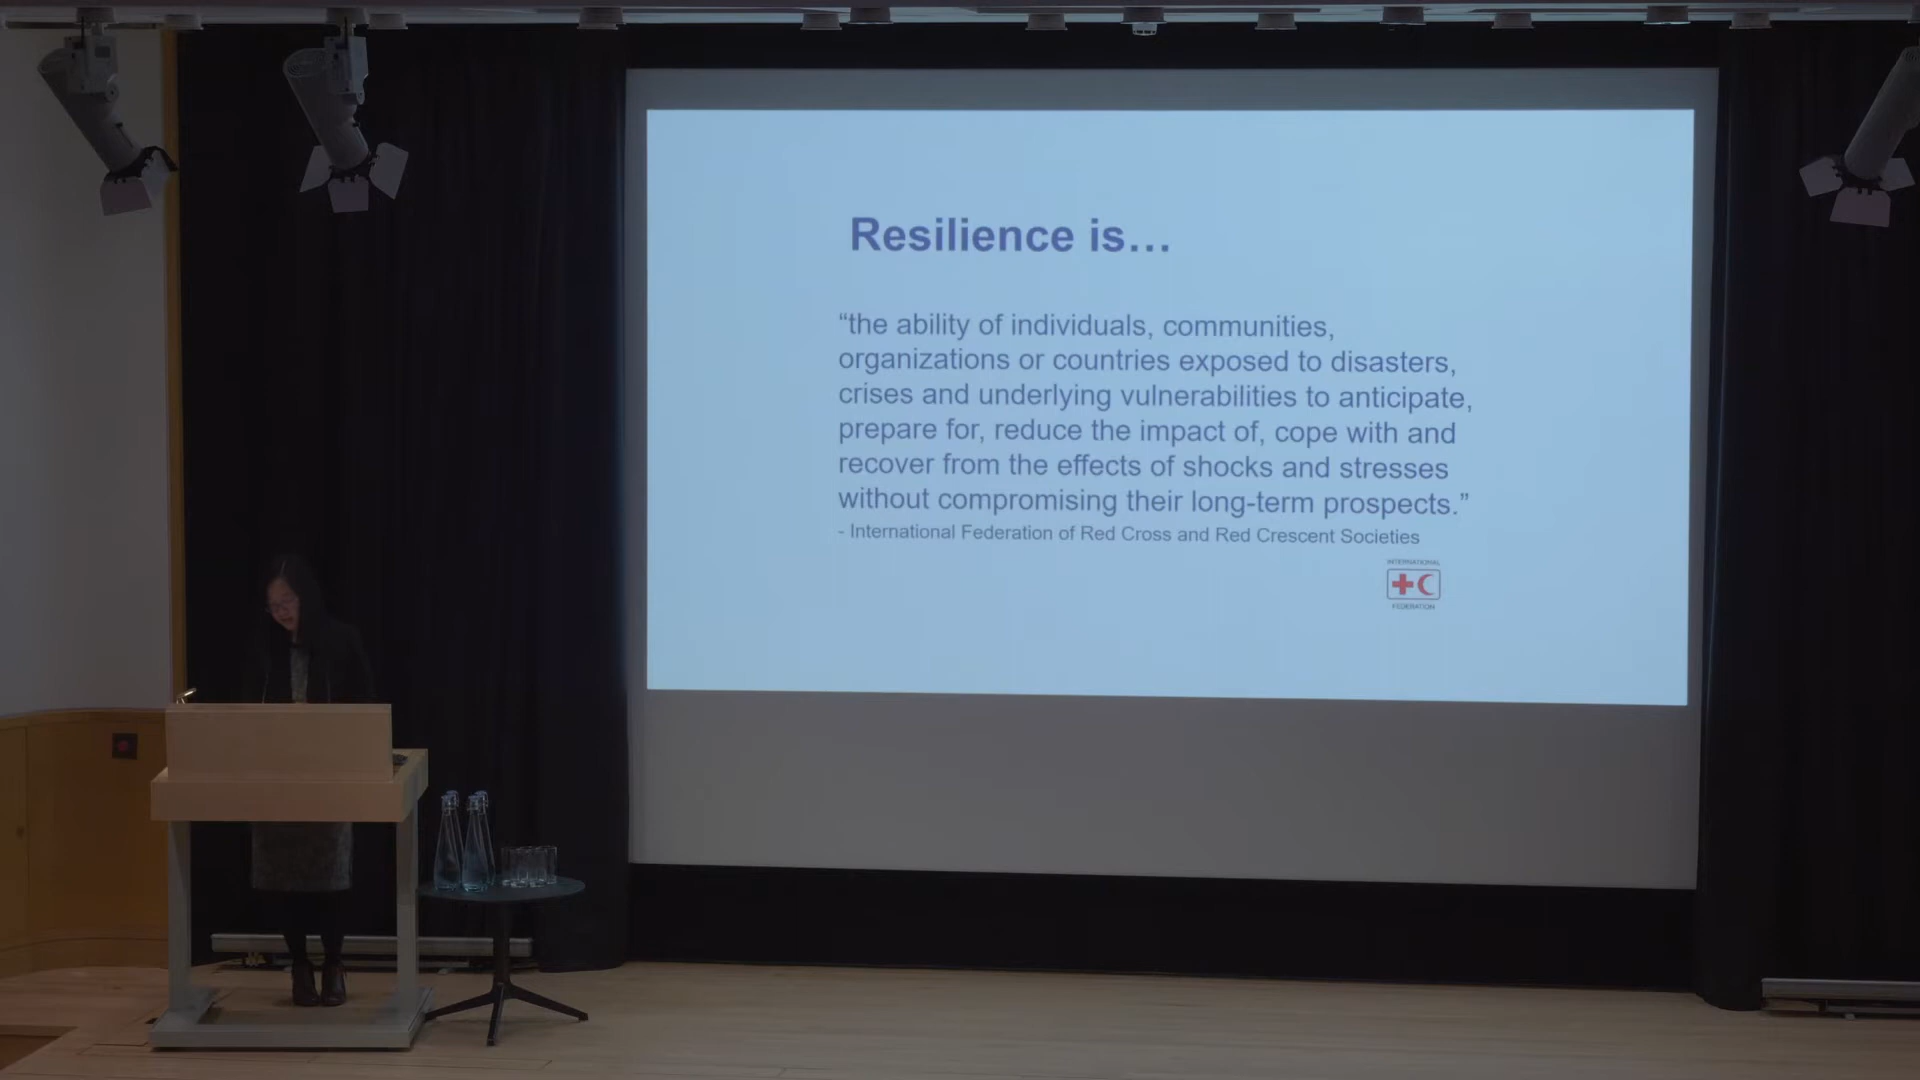 Resilience is...
“the ability of individuals, communities,
organizations or countries exposed to disasters,
crises and underlying vulnerabilities to anticipate,
prepare for, reduce the impact of, cope with and
recover from the effects of shocks and stresses
without compromising their long-term prospects.”
- International Federation of Red Cross and Red Crescent Societies
INTERNATIONAL
FEDERATION